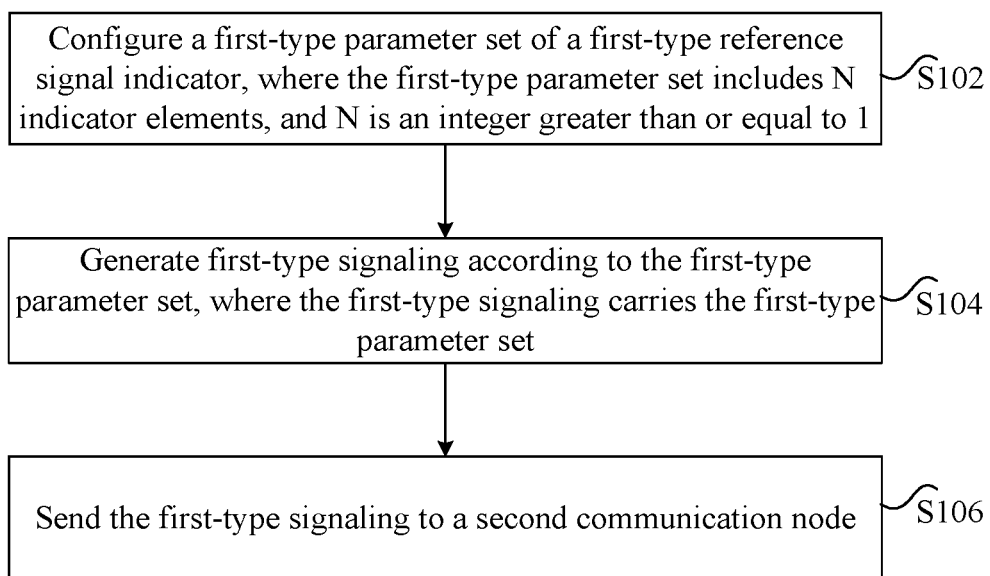 Configure a first-type parameter set of a first-type reference
signal indicator, where the first-type parameter set includes N
indicator elements, and N is an integer greater than or equal to 1
S102
Generate first-type signaling according to the first-type
parameter set, where the first-type signaling carries the first-type
parameter set
S104
Send the first-type signaling to a second communication node
S106